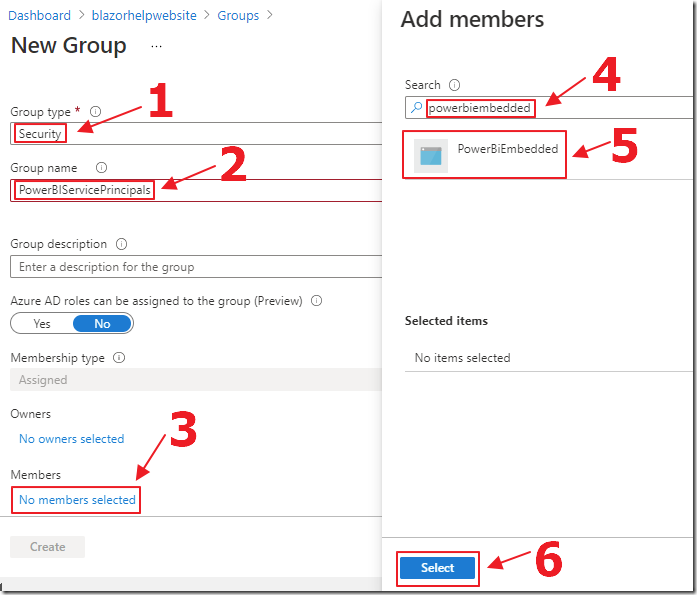 Dashboard > blazorhelpwebsite > Groups >
New Group ...
Group type *
1
Security
Group name
2
PowerBIServicePrincipals
Group description
Enter a description for the group
Azure AD roles can be assigned to the group (Preview)
Yes No
Membership type
Assigned
Owners
No owners selected
3
Members
No members selected
Create
Add members
Search
4
powerbiembedded
PowerBiEmbedded
5
Selected items
No items selected
Select
6